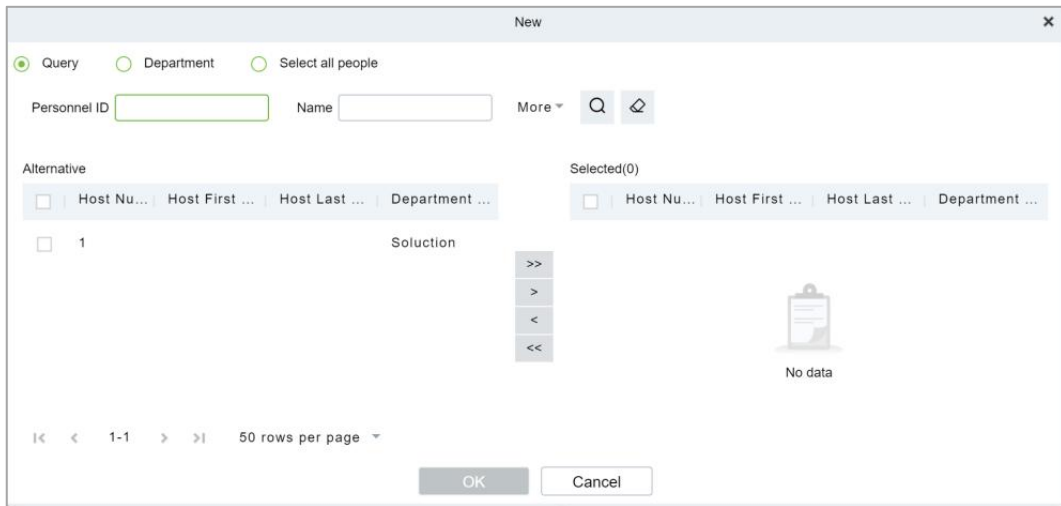 New
Query Department Select all people
Personnel ID Name More
Alternative Selected(0)
Host Nu... Host First ... Host Last ... Department ... Host Nu... Host First ... Host Last ... Department ...
1 Soluction
>>
>
<
<<
No data
1-1 50 rows per page
OK Cancel